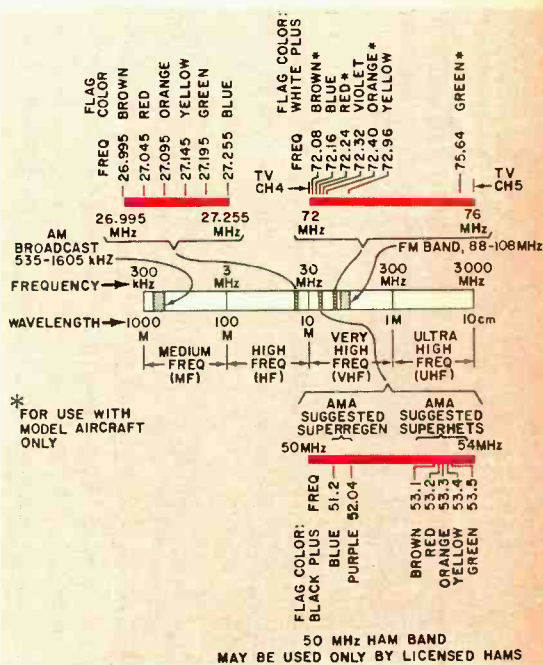 FLAG COLOR
BROWN
RED
ORANGE
YELLOW
GREEN
BLUE
FREQ
26.995
27.045
27.095
27.145
27.195
27.255
26.995 MHz
27.255 MHz
FLAG COLOR: WHITE PLUS
BROWN*
BLUE
RED*
VIOLET
ORANGE*
YELLOW
GREEN*
FREQ
72.08
72.16
72.24
72.32
72.40
72.96
75.64
TV CH4
TV CH5
72 MHz
76 MHz
AM BROADCAST 535-1605 kHZ
FM BAND, 88-108MHz
FREQUENCY
300 kHz
3 MHz
30 MHz
300 MHz
3000 MHz
WAVELENGTH
1000 M
100 M
10 M
1M
10cm
MEDIUM FREQ (MF)
HIGH FREQ (HF)
VERY HIGH FREQ (VHF)
ULTRA HIGH FREQ (UHF)
* FOR USE WITH
MODEL AIRCRAFT
ONLY
AMA SUGGESTED SUPERREGEN
AMA SUGGESTED SUPERHETS
50MHz
54MHz
FLAG COLOR: BLACK PLUS
FREQ
51.2
52.04
53.1
53.2
53.3
53.4
53.5
BLUE
PURPLE
BROWN
RED
ORANGE
YELLOW
GREEN
50 MHz HAM BAND
MAY BE USED ONLY BY LICENSED HAMS